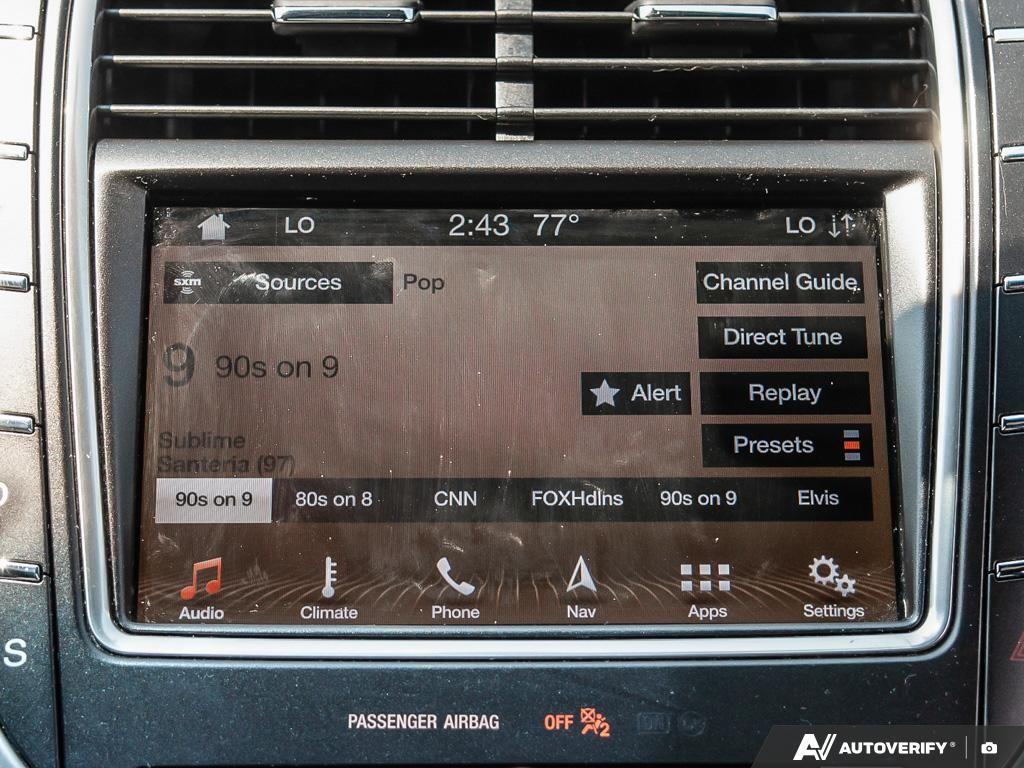 LO 2:43 77° LO
sxm Sources Pop Channel Guide
Direct Tune
9 90s on 9
Alert Replay
Sublime
Presets
Santeria (97)
90s on 9 80s on 8 CNN FOXHdlns 90s on 9 Elvis
Audio Climate Phone Nav Apps Settings
S
PASSENGER AIRBAG OFF 2
AUTOVERIFY